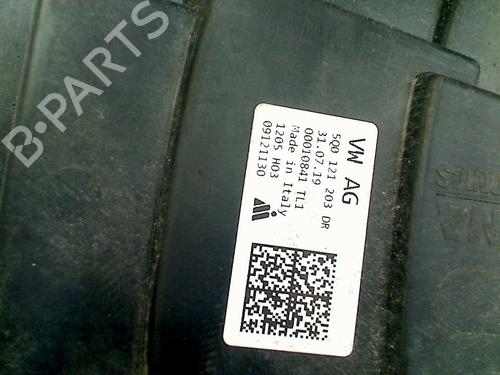 B-PARTS
VW AG
5Q0 121 203 DR
31.07.19
00010841 TL1
Made in Italy
1205 H03
09121130